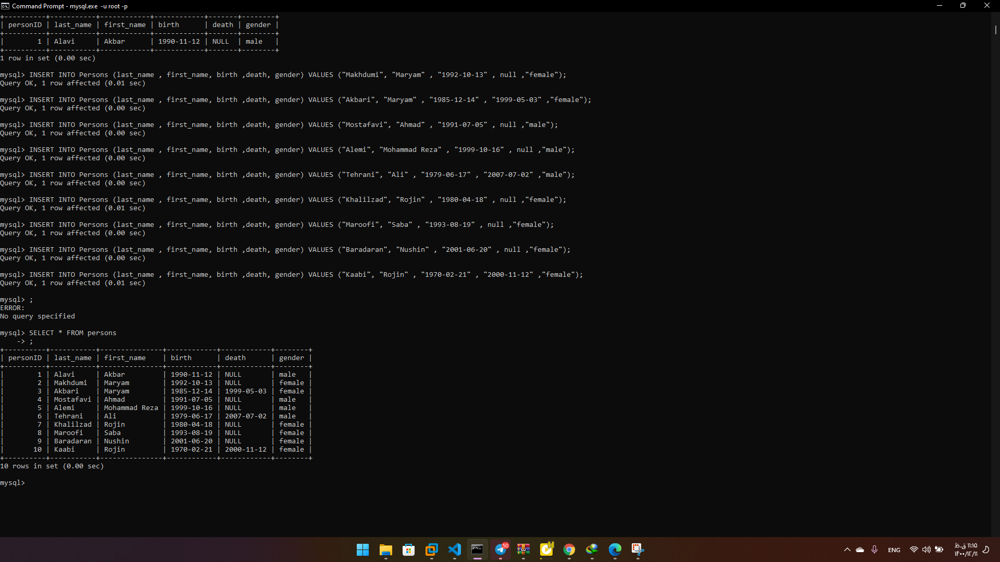 Command Prompt - mysql.exe  -u root -p
+----------+-----------+------------+------------+-------+--------+
| personID | last_name | first_name | birth      | death | gender |
+----------+-----------+------------+------------+-------+--------+
|        1 | Alavi     | Akbar      | 1990-11-12 | NULL  | male   |
+----------+-----------+------------+------------+-------+--------+
1 row in set (0.00 sec)
mysql> INSERT INTO Persons (last_name , first_name, birth ,death, gender) VALUES ("Makhdumi", "Maryam" , "1992-10-13" , null ,"female");
Query OK, 1 row affected (0.01 sec)
mysql> INSERT INTO Persons (last_name , first_name, birth ,death, gender) VALUES ("Akbari", "Maryam" , "1985-12-14" , "1999-05-03" ,"female");
Query OK, 1 row affected (0.00 sec)
mysql> INSERT INTO Persons (last_name , first_name, birth ,death, gender) VALUES ("Mostafavi", "Ahmad" , "1991-07-05" , null ,"male");
Query OK, 1 row affected (0.00 sec)
mysql> INSERT INTO Persons (last_name , first_name, birth ,death, gender) VALUES ("Alemi", "Mohammad Reza" , "1999-10-16" , null ,"male");
Query OK, 1 row affected (0.00 sec)
mysql> INSERT INTO Persons (last_name , first_name, birth ,death, gender) VALUES ("Tehrani", "Ali" , "1979-06-17" , "2007-07-02" ,"male");
Query OK, 1 row affected (0.00 sec)
mysql> INSERT INTO Persons (last_name , first_name, birth ,death, gender) VALUES ("Khalilzad", "Rojin" , "1980-04-18" , null ,"female");
Query OK, 1 row affected (0.01 sec)
mysql> INSERT INTO Persons (last_name , first_name, birth ,death, gender) VALUES ("Maroofi", "Saba" , "1993-08-19" , null ,"female");
Query OK, 1 row affected (0.00 sec)
mysql> INSERT INTO Persons (last_name , first_name, birth ,death, gender) VALUES ("Baradaran", "Nushin" , "2001-06-20" , null ,"female");
Query OK, 1 row affected (0.00 sec)
mysql> INSERT INTO Persons (last_name , first_name, birth ,death, gender) VALUES ("Kaabi", "Rojin" , "1970-02-21" , "2000-11-12" ,"female");
Query OK, 1 row affected (0.01 sec)
mysql> ;
ERROR:
No query specified
mysql> SELECT * FROM persons
    -> ;
+----------+-----------+---------------+------------+------------+--------+
| personID | last_name | first_name    | birth      | death      | gender |
+----------+-----------+---------------+------------+------------+--------+
|        1 | Alavi     | Akbar         | 1990-11-12 | NULL       | male   |
|        2 | Makhdumi  | Maryam        | 1992-10-13 | NULL       | female |
|        3 | Akbari    | Maryam        | 1985-12-14 | 1999-05-03 | female |
|        4 | Mostafavi | Ahmad         | 1991-07-05 | NULL       | male   |
|        5 | Alemi     | Mohammad Reza | 1999-10-16 | NULL       | male   |
|        6 | Tehrani   | Ali           | 1979-06-17 | 2007-07-02 | male   |
|        7 | Khalilzad | Rojin         | 1980-04-18 | NULL       | female |
|        8 | Maroofi   | Saba          | 1993-08-19 | NULL       | female |
|        9 | Baradaran | Nushin        | 2001-06-20 | NULL       | female |
|       10 | Kaabi     | Rojin         | 1970-02-21 | 2000-11-12 | female |
+----------+-----------+---------------+------------+------------+--------+
10 rows in set (0.00 sec)
mysql>
50
ENG
۱۱:۱۵ ق.ظ
۱۴۰۰/۱۲/۱۱